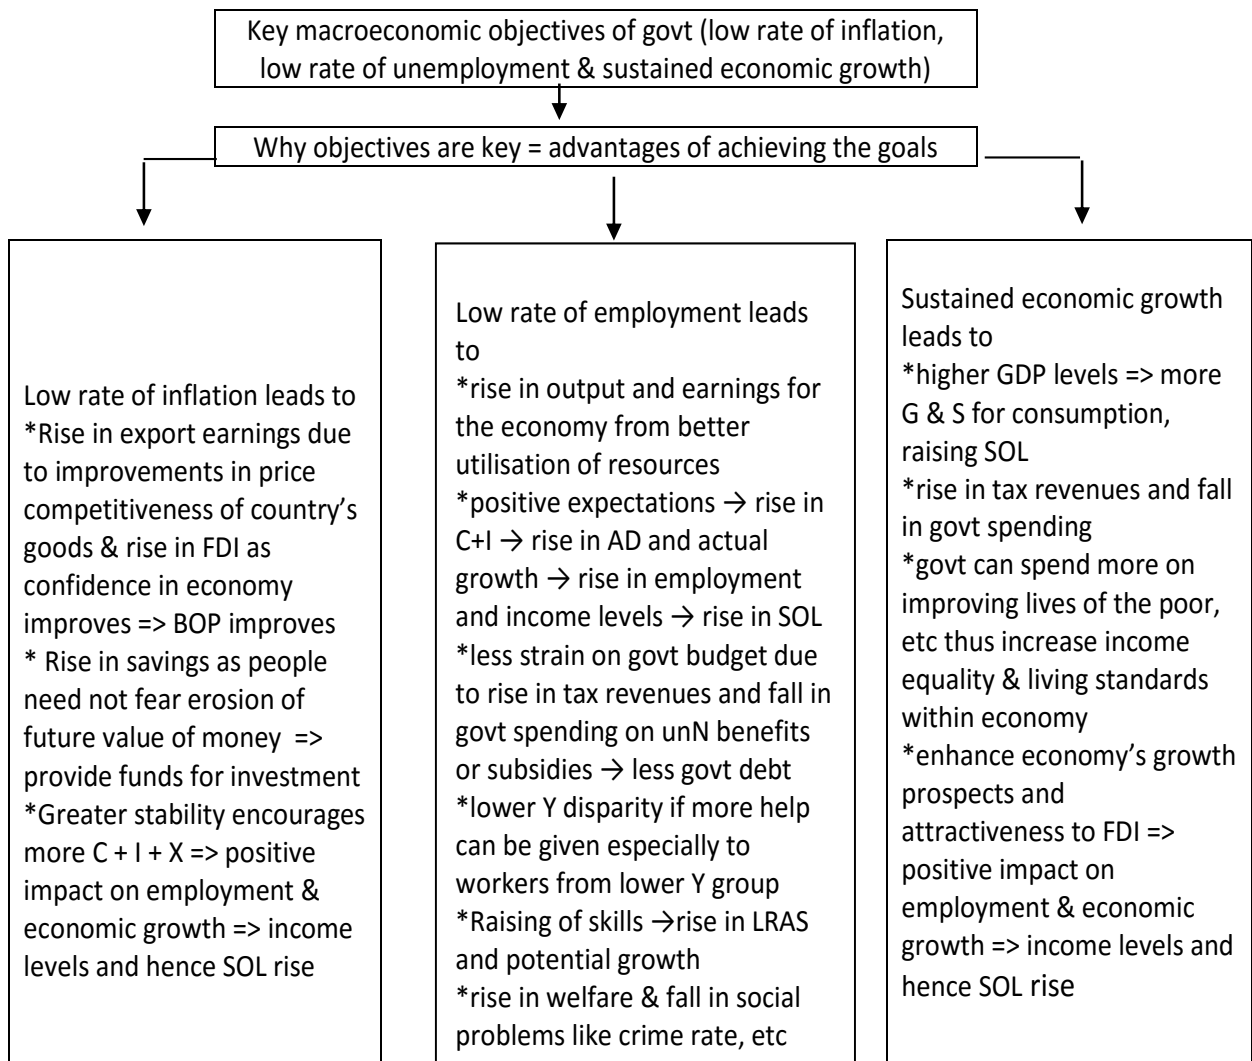 Key macroeconomic objectives of govt (low rate of inflation,
low rate of unemployment & sustained economic growth)
Why objectives are key = advantages of achieving the goals
Low rate of inflation leads to
*Rise in export earnings due
to improvements in price
competitiveness of country’s
goods & rise in FDI as
confidence in economy
improves => BOP improves
* Rise in savings as people
need not fear erosion of
future value of money =>
provide funds for investment
*Greater stability encourages
more C + I + X => positive
impact on employment &
economic growth => income
levels and hence SOL rise
Low rate of employment leads
to
*rise in output and earnings for
the economy from better
utilisation of resources
*positive expectations → rise in
C+I → rise in AD and actual
growth → rise in employment
and income levels → rise in SOL
*less strain on govt budget due
to rise in tax revenues and fall in
govt spending on unN benefits
or subsidies → less govt debt
*lower Y disparity if more help
can be given especially to
workers from lower Y group
*Raising of skills →rise in LRAS
and potential growth
*rise in welfare & fall in social
problems like crime rate, etc
Sustained economic growth
leads to
*higher GDP levels => more
G & S for consumption,
raising SOL
*rise in tax revenues and fall
in govt spending
*govt can spend more on
improving lives of the poor,
etc thus increase income
equality & living standards
within economy
*enhance economy’s growth
prospects and
attractiveness to FDI =>
positive impact on
employment & economic
growth => income levels and
hence SOL rise